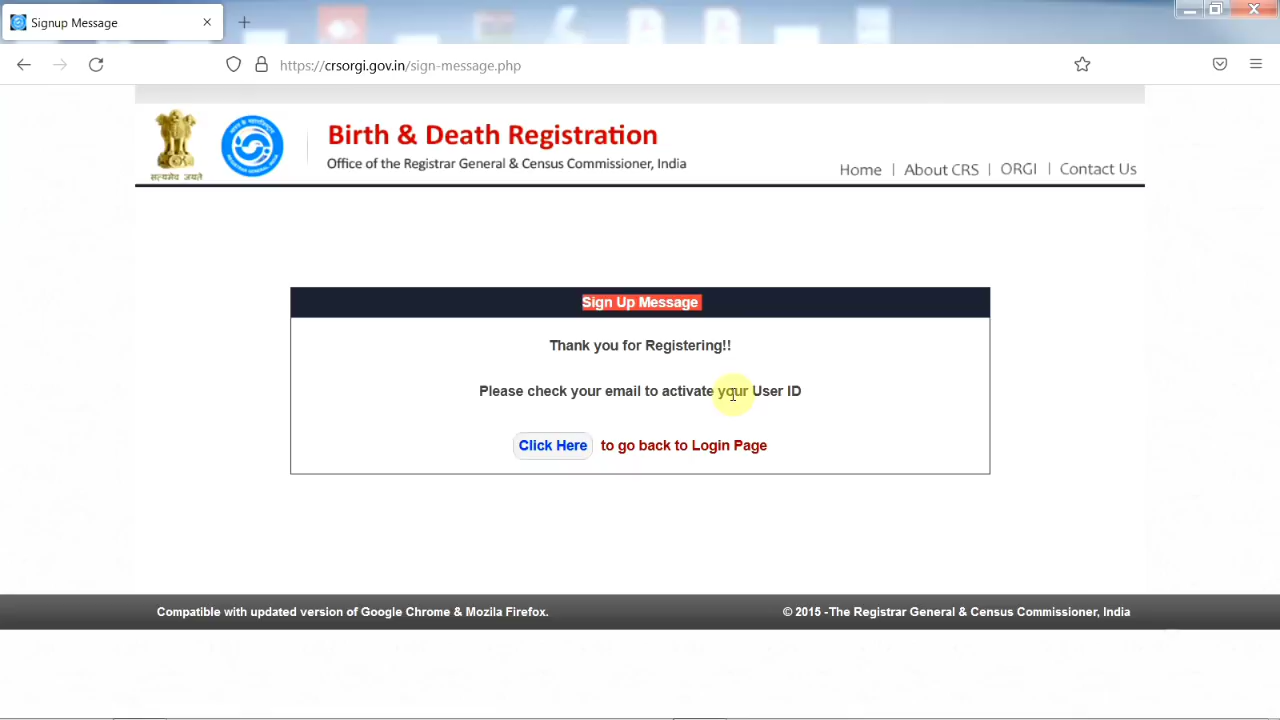 Signup Message
https://crsorgi.gov.in/sign-message.php
Birth & Death Registration
Office of the Registrar General & Census Commissioner, India
सत्यमेव जयते
Home | About CRS | ORGI | Contact Us
Sign Up Message
Thank you for Registering!!
Please check your email to activate your User ID
Click Here to go back to Login Page
Compatible with updated version of Google Chrome & Mozila Firefox.
© 2015 -The Registrar General & Census Commissioner, India